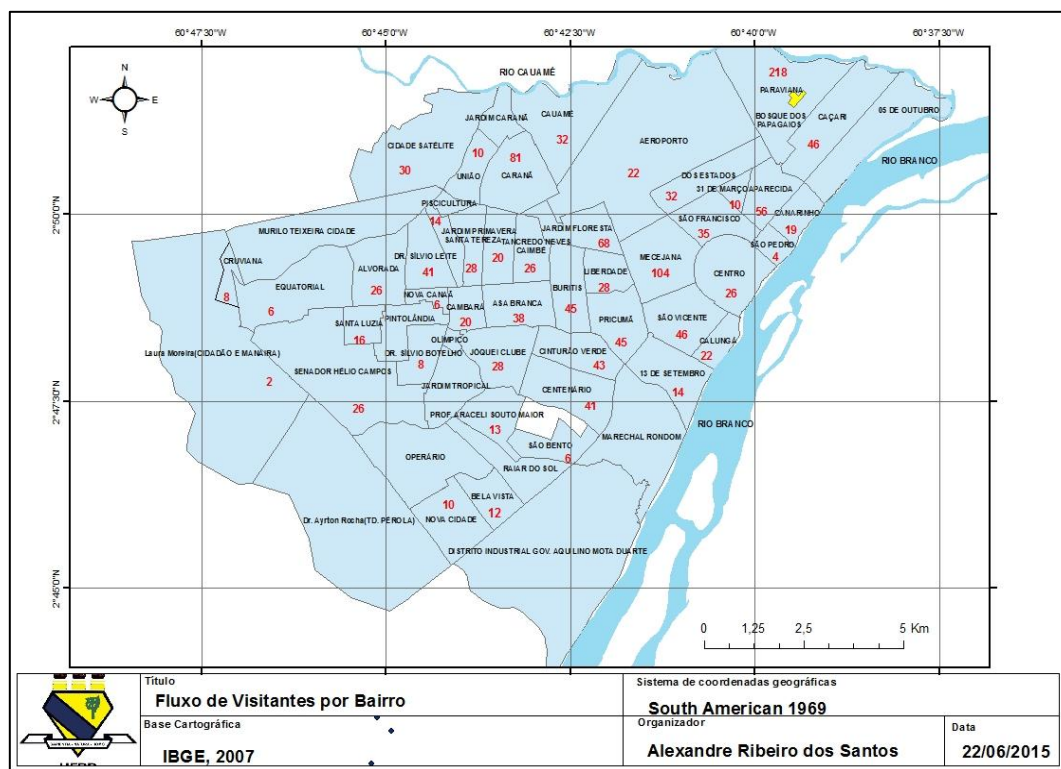 60°47'30"W 60°45'0"W 60°42'30"W 60°40'0"W 60°37'30"W
RIO CAUAMÉ
218
PARAVIANA
N
W E
S
JARDIM CARANÃ
CAUAMÉ
32
BOSQUE DOS
PAPAGAIOS
CAÇARI
46
05 DE OUTUBRO
CIDADE SATÉLITE
30
10
UNIÃO
81
CARANÃ
AEROPORTO
22
RIO BRANCO
DOS ESTADOS
32
31 DE MARÇO
10
APARECIDA
56
PISCICULTURA
14
SÃO FRANCISCO
35
CANARINHO
19
SÃO PEDRO
4
2°50'0"N
MURILO TEIXEIRA CIDADE
JARDIM PRIMAVERA
SANTA TEREZA
28
TANCREDO NEVES
20
CAIMBÉ
26
JARDIM FLORESTA
68
CRUVIANA
8
EQUATORIAL
6
ALVORADA
26
DR. SÍLVIO LEITE
41
LIBERDADE
28
MECEJANA
104
CENTRO
26
NOVA CANAÃ
6
CAMBARÁ
20
ASA BRANCA
38
BURITIS
45
PRICUMÃ
45
SÃO VICENTE
46
CALUNGÁ
22
SANTA LUZIA
16
PINTOLÂNDIA
OLÍMPICO
DR. SÍLVIO BOTELHO
8
JÓQUEI CLUBE
28
CINTURÃO VERDE
43
13 DE SETEMBRO
14
Laura Moreira(CIDADÃO E MANAÍRA)
2
SENADOR HÉLIO CAMPOS
26
JARDIM TROPICAL
CENTENÁRIO
41
2°47'30"N
PROF. ARACELI SOUTO MAIOR
13
SÃO BENTO
6
MARECHAL RONDOM
RIO BRANCO
OPERÁRIO
RAIAR DO SOL
BELA VISTA
12
10
NOVA CIDADE
Dr. Ayrton Rocha(TD. PÉROLA)
DISTRITO INDUSTRIAL GOV. AQUILINO MOTA DUARTE
2°45'0"N
0 1,25 2,5 5 Km
Título
Fluxo de Visitantes por Bairro
Base Cartográfica
IBGE, 2007
Sistema de coordenadas geográficas
South American 1969
Organizador
Alexandre Ribeiro dos Santos
Data
22/06/2015